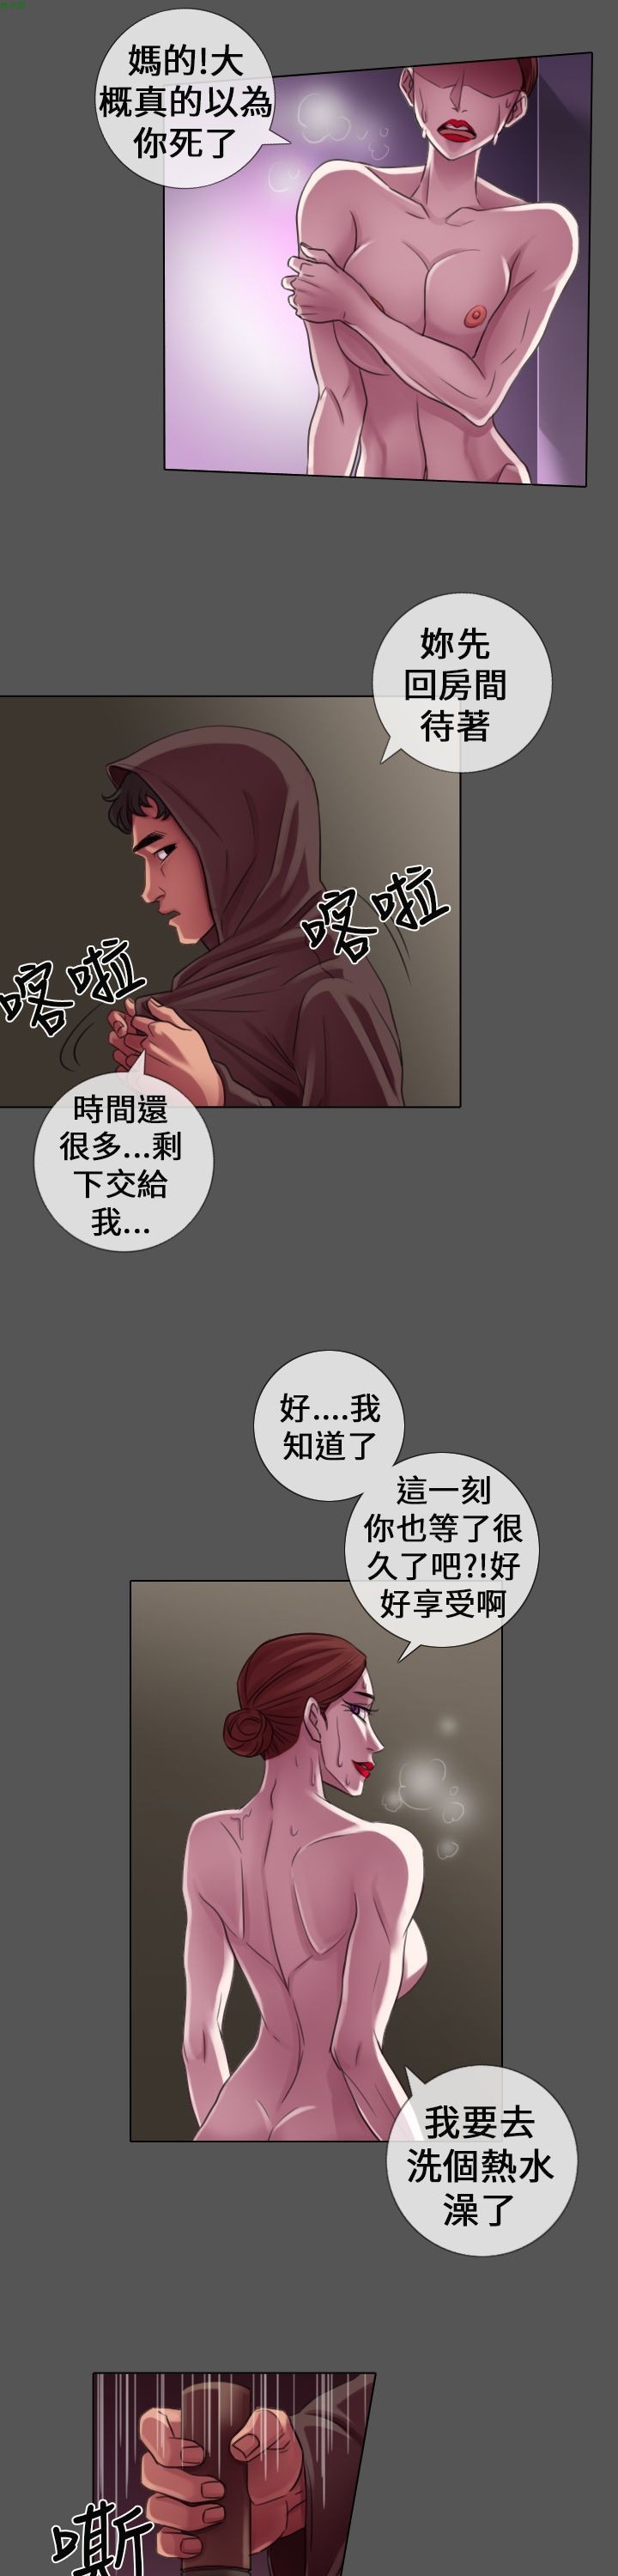 媽的!大
概真的以為
你死了
妳先
回房間
待著
喀啦
喀啦
時間還
很多...剩
下交給
我...
好....我
知道了
這一刻
你也等了很
久了吧?!好
好享受啊
我要去
洗個熱水
澡了
嘶